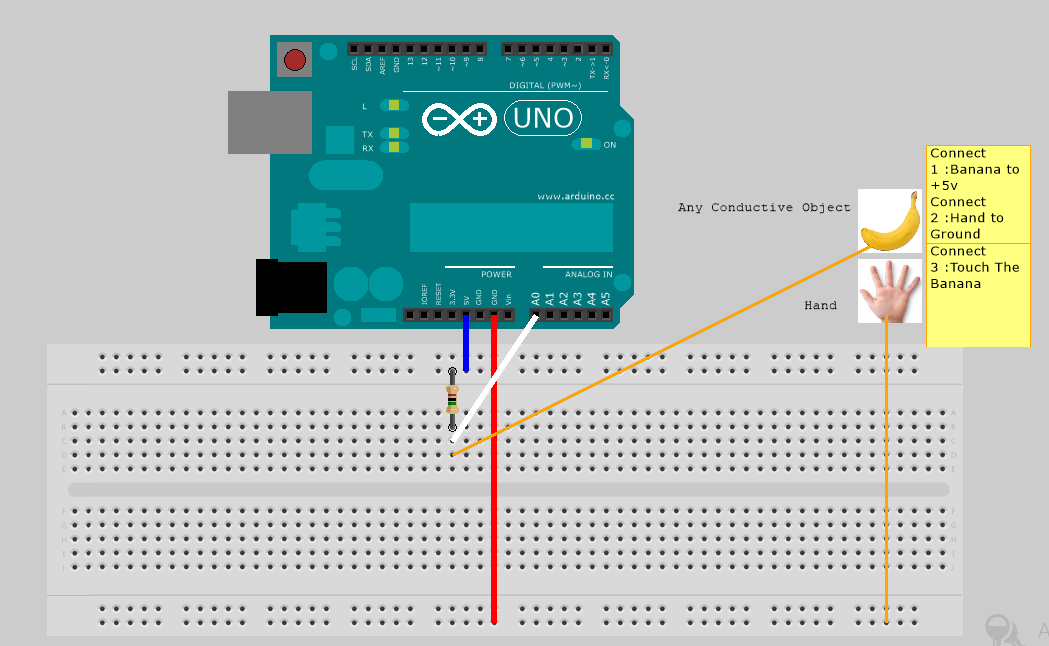 SCL
SDA
AREF
GND
13
12
~11
~10
~9
8
7
~6
~5
4
~3
2
TX->1
RX<-0
DIGITAL (PWM~)
L
TX
RX
UNO
ON
www.arduino.cc
POWER
ANALOG IN
IOREF
RESET
3.3V
5V
GND
GND
Vin
A0
A1
A2
A3
A4
A5
Any Conductive Object
Hand
Connect
1 :Banana to
+5v
Connect
2 :Hand to
Ground
Connect
3 :Touch The
Banana
A
B
C
D
E
F
G
H
I
J
A
B
C
D
E
F
G
H
I
J
A